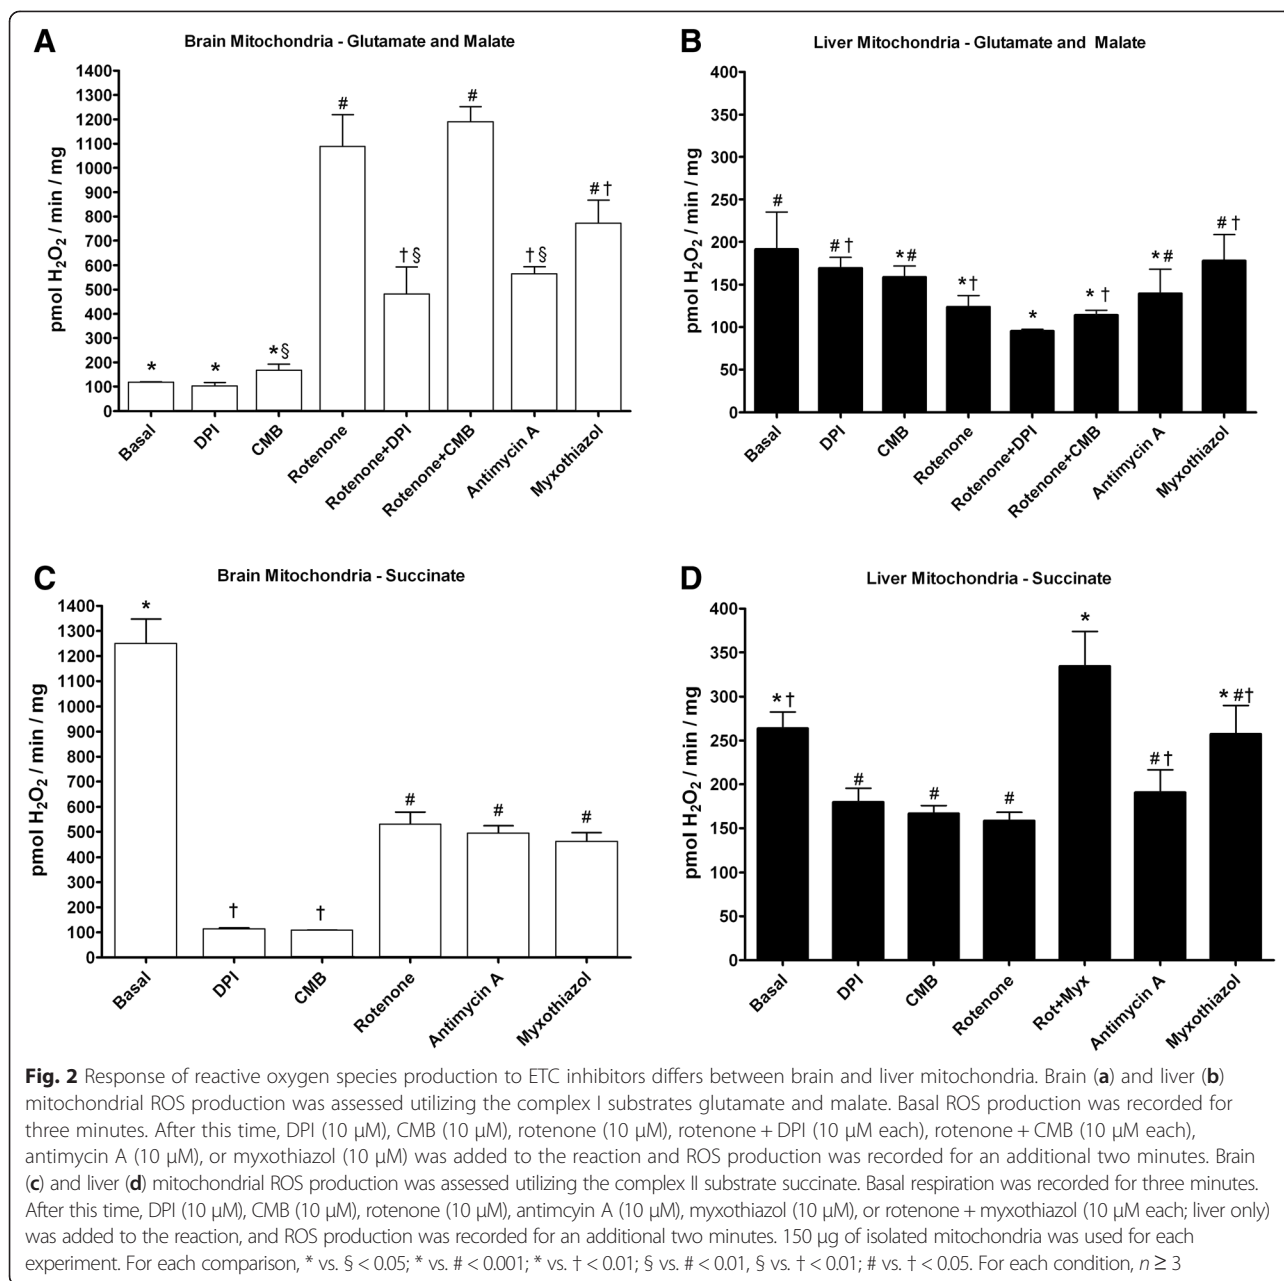 A
Brain Mitochondria - Glutamate and Malate
pmol H₂O₂ / min / mg
1400
1300
1200
1100
1000
900
800
700
600
500
400
300
200
100
0
*
*
*§
#
†§
#
†§
#†
Basal
DPI
CMB
Rotenone
Rotenone+DPI
Rotenone+CMB
Antimycin A
Myxothiazol
B
Liver Mitochondria - Glutamate and Malate
pmol H₂O₂ / min / mg
400
350
300
250
200
150
100
50
0
#
#†
*#
*†
*
*†
*#
#†
Basal
DPI
CMB
Rotenone
Rotenone+DPI
Rotenone+CMB
Antimycin A
Myxothiazol
C
Brain Mitochondria - Succinate
pmol H₂O₂ / min / mg
1400
1300
1200
1100
1000
900
800
700
600
500
400
300
200
100
0
*
†
†
#
#
#
Basal
DPI
CMB
Rotenone
Antimycin A
Myxothiazol
D
Liver Mitochondria - Succinate
pmol H₂O₂ / min / mg
400
350
300
250
200
150
100
50
0
*†
#
#
#
*
#†
*#†
Basal
DPI
CMB
Rotenone
Rot+Myx
Antimycin A
Myxothiazol
Fig. 2 Response of reactive oxygen species production to ETC inhibitors differs between brain and liver mitochondria. Brain (a) and liver (b)
mitochondrial ROS production was assessed utilizing the complex I substrates glutamate and malate. Basal ROS production was recorded for
three minutes. After this time, DPI (10 μM), CMB (10 μM), rotenone (10 μM), rotenone + DPI (10 μM each), rotenone + CMB (10 μM each),
antimycin A (10 μM), or myxothiazol (10 μM) was added to the reaction and ROS production was recorded for an additional two minutes. Brain
(c) and liver (d) mitochondrial ROS production was assessed utilizing the complex II substrate succinate. Basal respiration was recorded for three minutes.
After this time, DPI (10 μM), CMB (10 μM), rotenone (10 μM), antimcyin A (10 μM), myxothiazol (10 μM), or rotenone + myxothiazol (10 μM each; liver only)
was added to the reaction, and ROS production was recorded for an additional two minutes. 150 μg of isolated mitochondria was used for each
experiment. For each comparison, * vs. § < 0.05; * vs. # < 0.001; * vs. † < 0.01; § vs. # < 0.01, § vs. † < 0.01; # vs. † < 0.05. For each condition, n ≥ 3